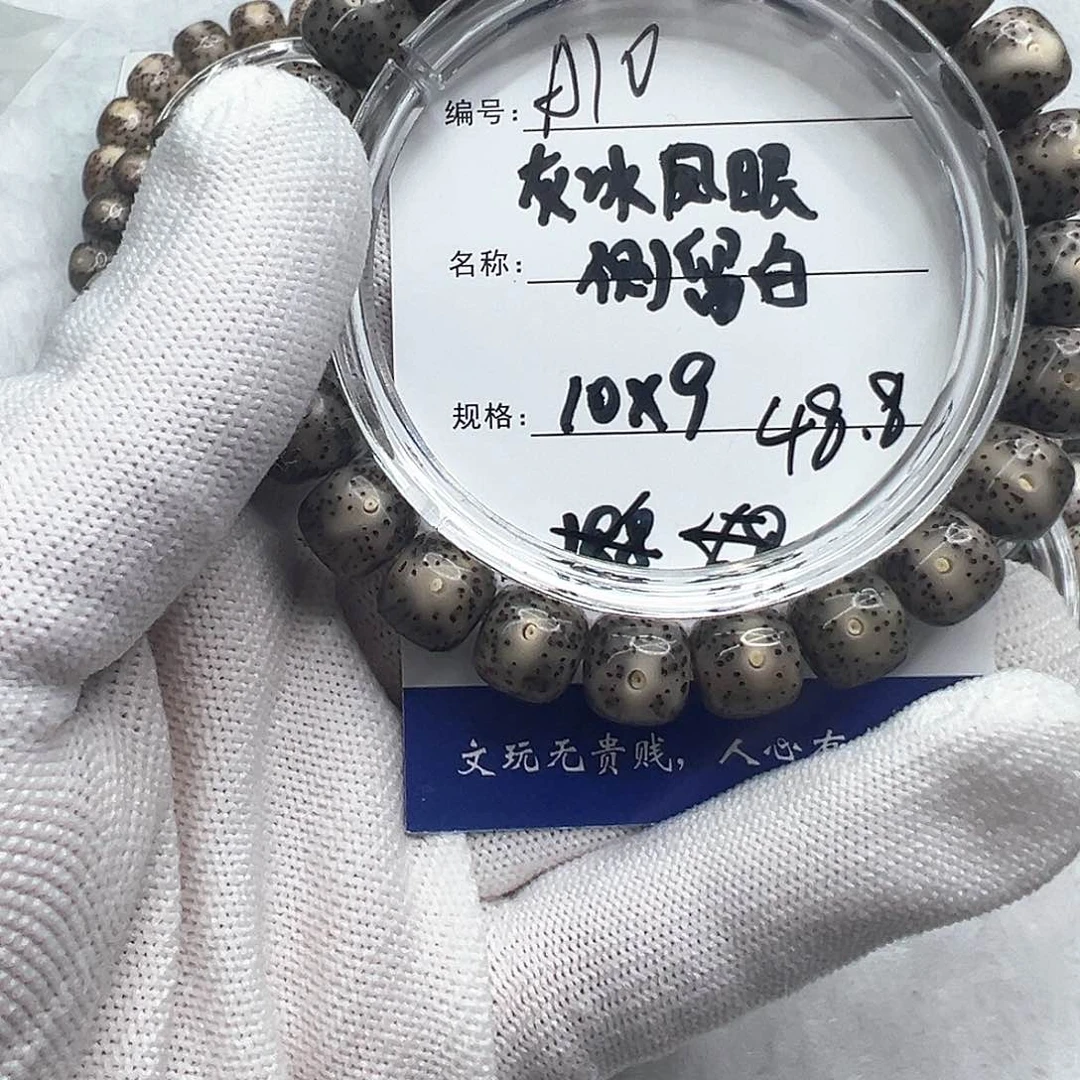 编号：A10
灰冰凤眼
名称：侧留白
规格：10x9 48.8
文玩无贵贱，人心有